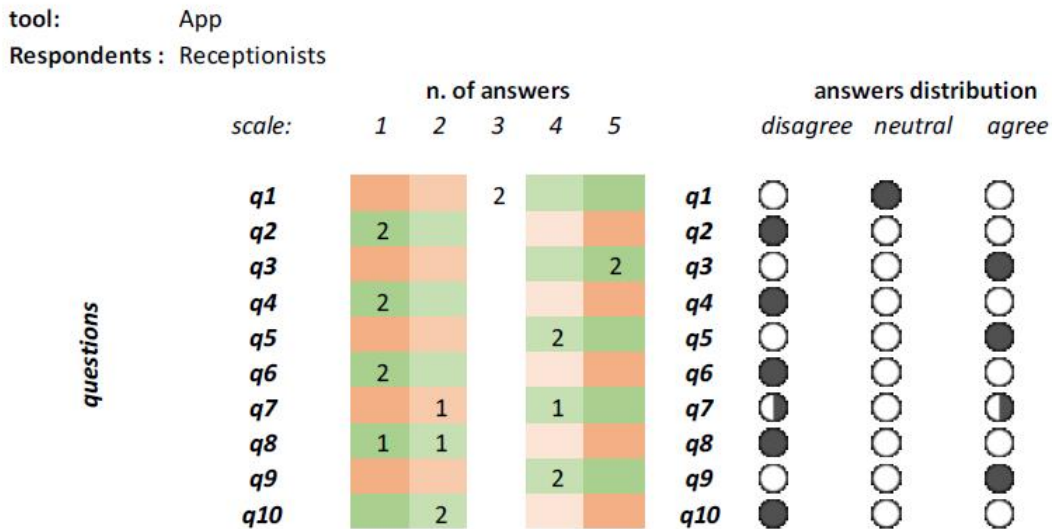 tool: App
Respondents : Receptionists
n. of answers answers distribution
scale: 1 2 3 4 5 disagree neutral agree
q1 2 q1
q2 2 q2
q3 2 q3
q4 2 q4
q5 2 q5
questions
q6 2 q6
q7 1 1 q7
q8 1 1 q8
q9 2 q9
q10 2 q10